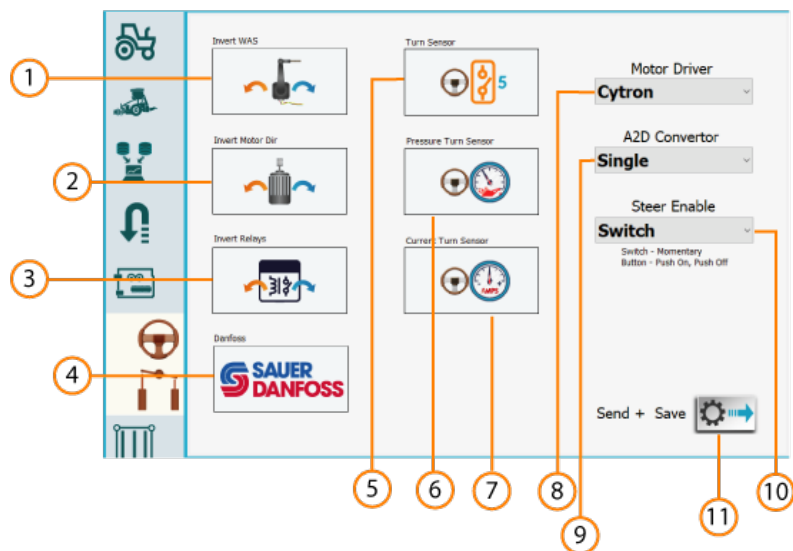 Invert WAS
Turn Sensor
5
Motor Driver
Cytron
1
5
8
Invert Motor Dir
Pressure Turn Sensor
A2D Convertor
Single
2
6
9
Invert Relays
Current Turn Sensor
AMPS
Steer Enable
Switch
Switch - Momentary
Button - Push On, Push Off
3
7
10
Danfoss
SAUER
DANFOSS
4
Send + Save
11